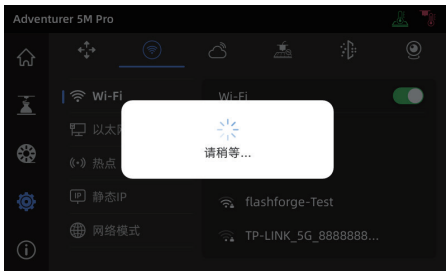 Adventurer 5M Pro
Wi-Fi
Wi-Fi
以太
请稍等...
热点
IP 静态IP
flashforge-Test
网络模式
TP-LINK_5G_8888888...